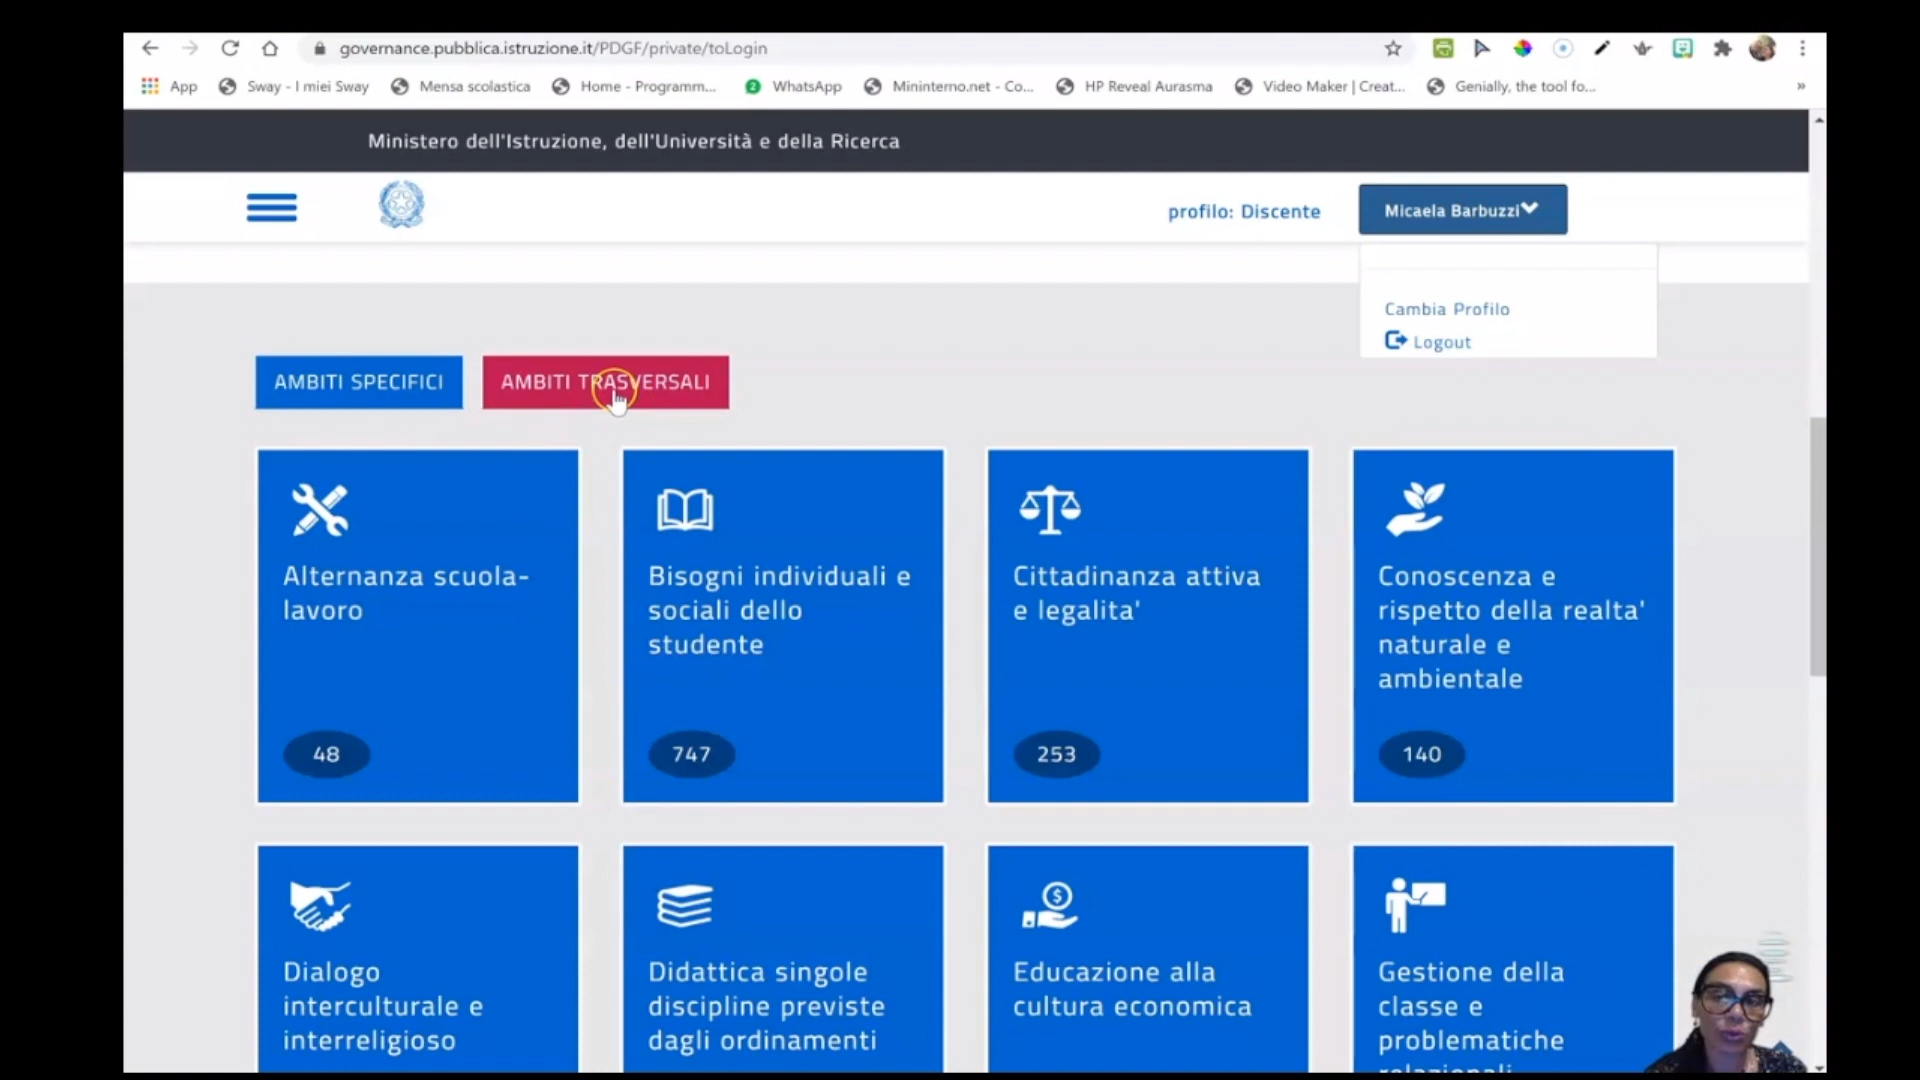 governance.pubblica.istruzione.it/PDGF/private/toLogin
App Sway - I miei Sway Mensa scolastica Home - Programm... 2 WhatsApp Mininterno.net - Co... HP Reveal Aurasma Video Maker | Creat... Genially, the tool fo... »
Ministero dell'Istruzione, dell'Università e della Ricerca
profilo: Discente
Micaela Barbuzzi
Cambia Profilo
Logout
AMBITI SPECIFICI
AMBITI TRASVERSALI
Alternanza scuola-
lavoro
48
Bisogni individuali e
sociali dello
studente
747
Cittadinanza attiva
e legalita'
253
Conoscenza e
rispetto della realta'
naturale e
ambientale
140
Dialogo
interculturale e
interreligioso
Didattica singole
discipline previste
dagli ordinamenti
$
Educazione alla
cultura economica
Gestione della
classe e
problematiche
relazionali